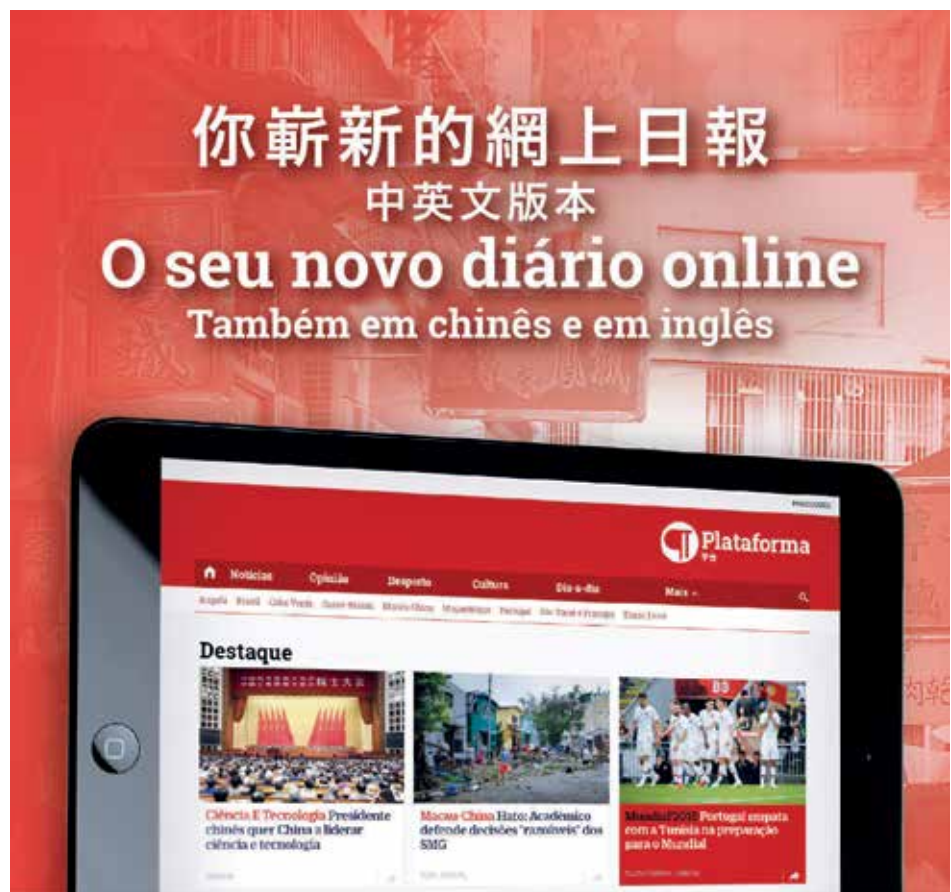 你嶄新的網上日報
中英文版本
O seu novo diário online
Também em chinês e em inglês
Plataforma
平台
Notícias Opinião Desporto Cultura Dia-a-dia Mais
Angola Brasil Cabo Verde Guiné-Bissau Macau-China Moçambique Portugal São Tomé e Príncipe Timor-Leste
Destaque
Ciência E Tecnologia Presidente
chinês quer China a liderar
ciência e tecnologia
Macau-China Hato: Acadêmico
defende decisões "razoáveis" dos
SMG
Mundial2018 Portugal empata
com a Tunísia na preparação
para o Mundial